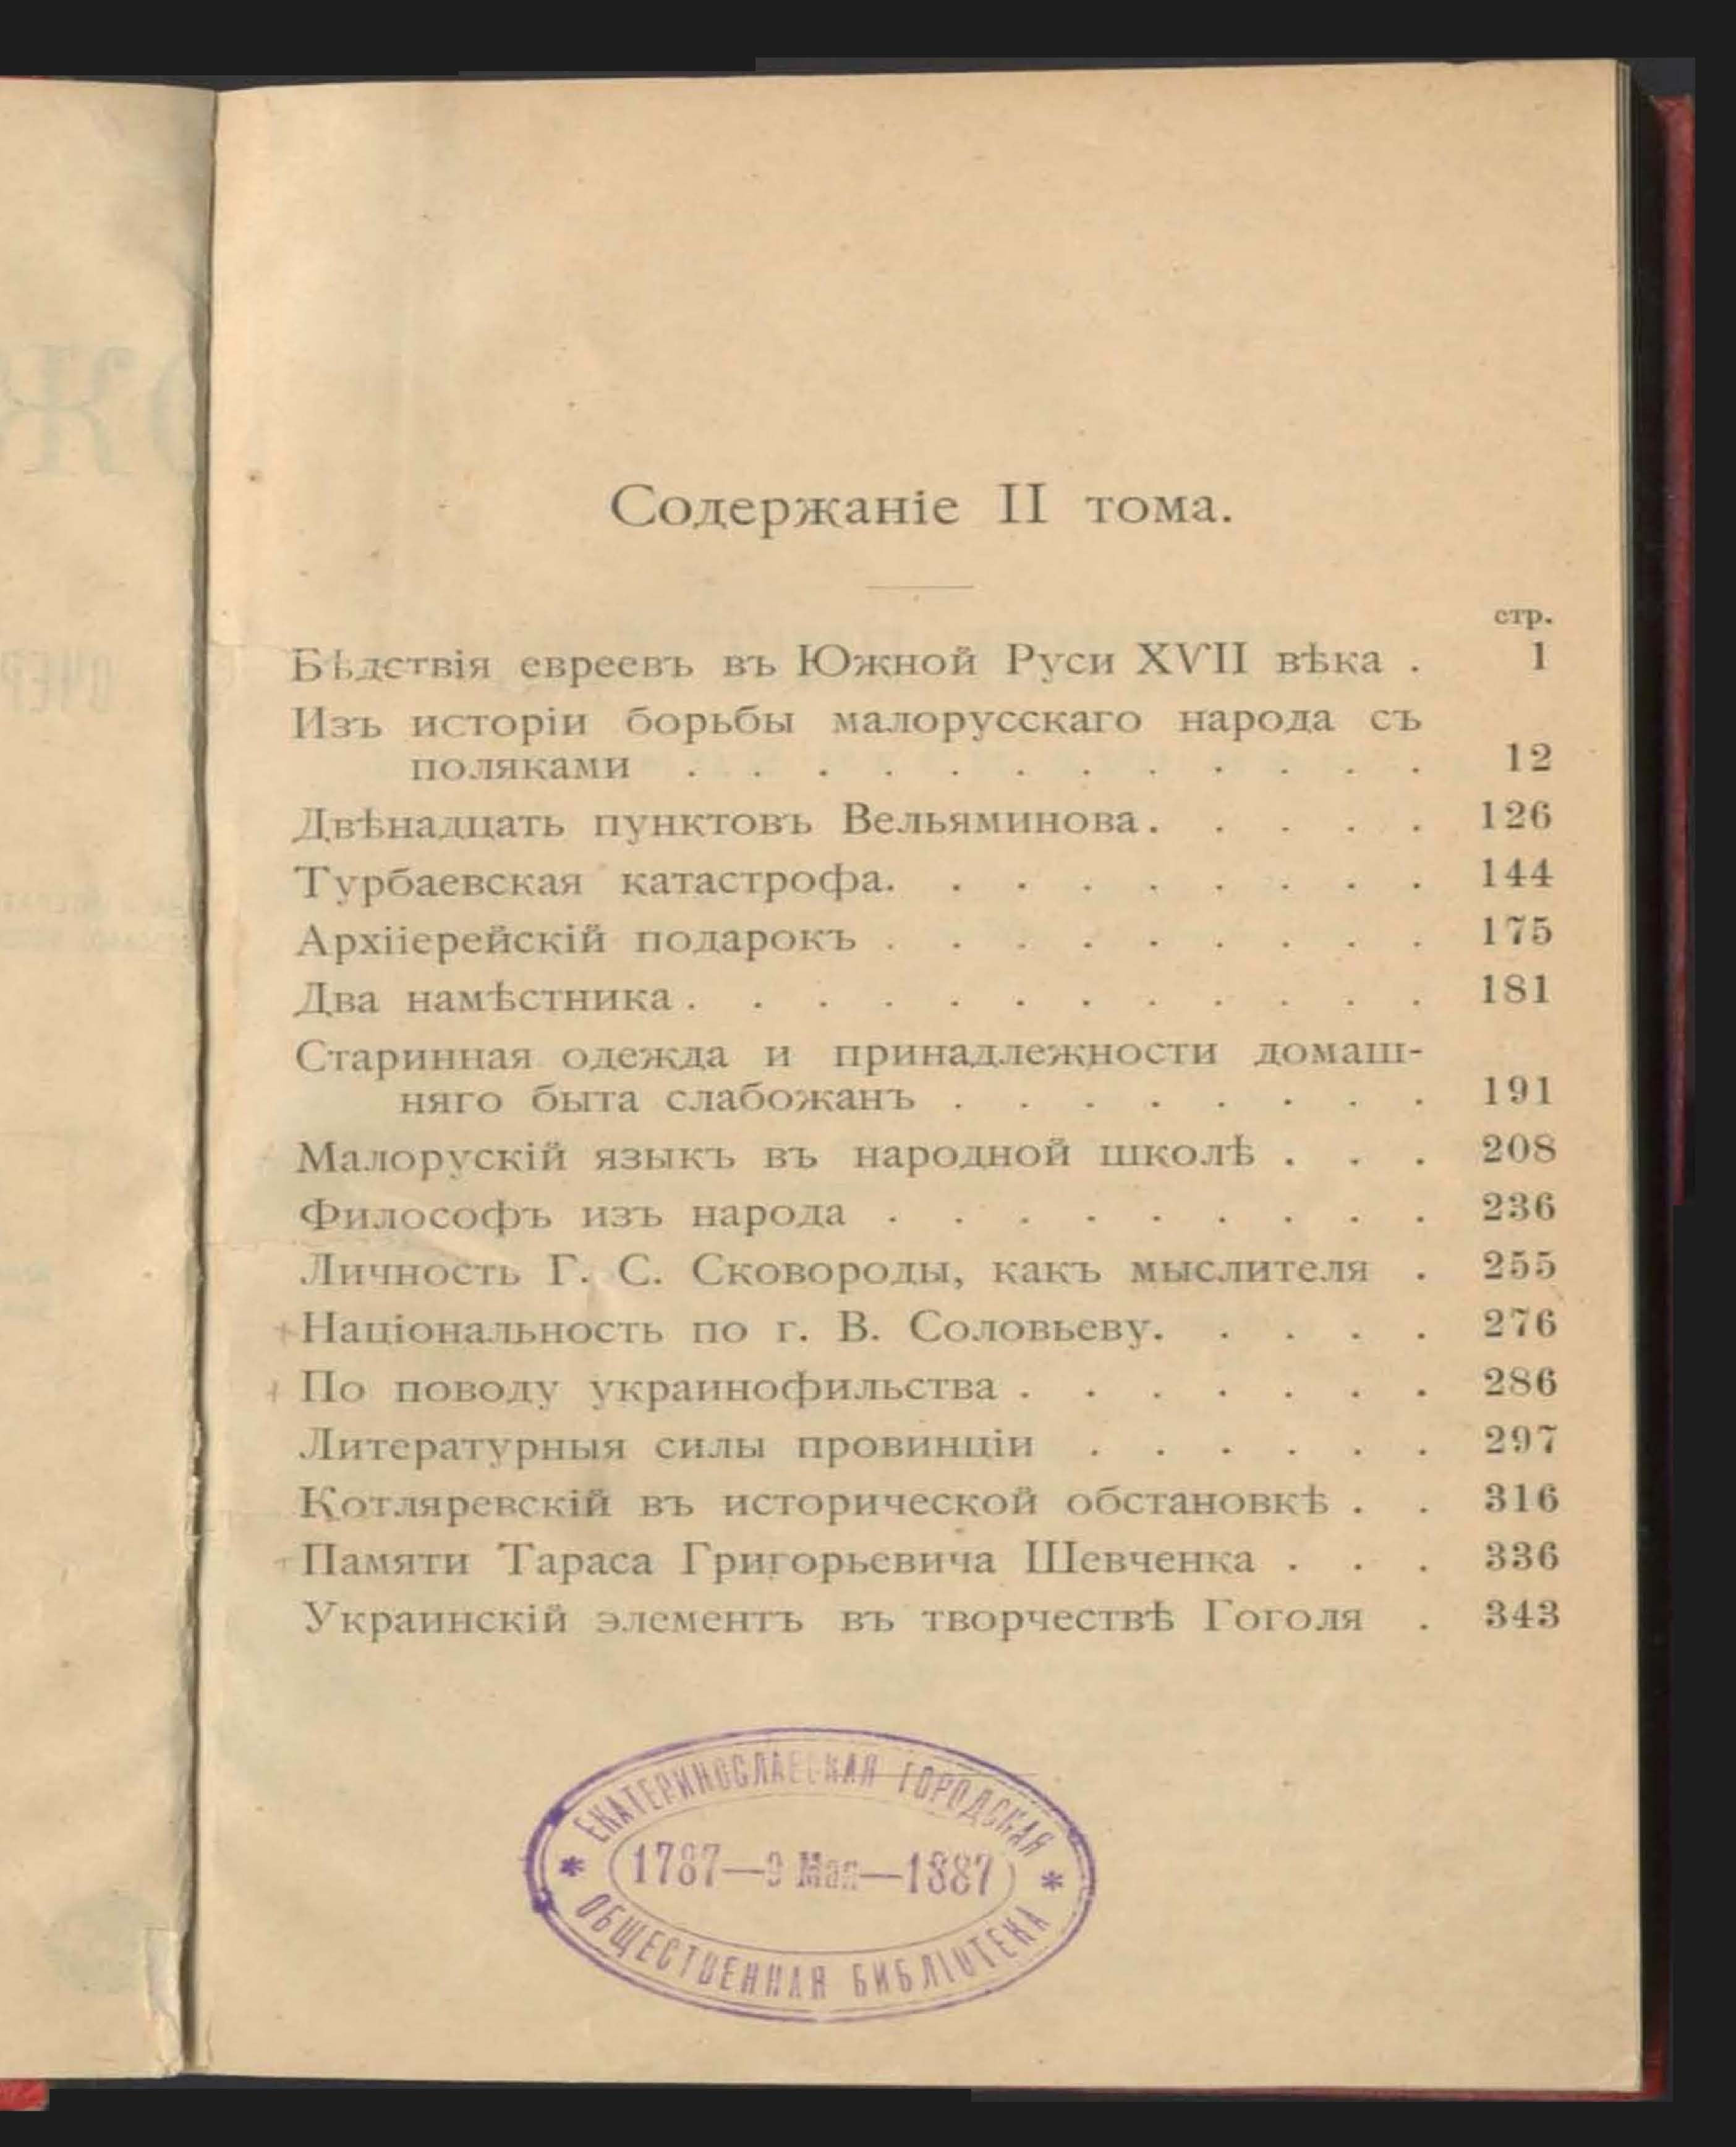 Содержаніе II тома.
стр.
Бѣдствія евреевъ въ Южной Руси XVII вѣка . 1
Изъ исторіи борьбы малорусскаго народа съ
поляками . . . . . . . . . . . . 12
Двѣнадцать пунктовъ Вельяминова. . . . . 126
Турбаевская катастрофа. . . . . . . . . 144
Архіierейскій подарокъ . . . . . . . . . 175
Два намѣстника . . . . . . . . . . . . 181
Старинная одежда и принадлежности домаш-
няго быта слабожанъ . . . . . . . . 191
Малорускій языкъ въ народной школѣ . . . 208
Философъ изъ народа . . . . . . . . . 236
Личность Г. С. Сковороды, какъ мыслителя . 255
Національность по г. В. Соловьеву. . . . . 276
По поводу украинофильства . . . . . . . 286
Литературныя силы провинціи . . . . . . 297
Котляревскій въ исторической обстановкѣ . . 316
Памяти Тараса Григорьевича Шевченка . . . 336
Украинскій элементъ въ творчествѣ Гоголя . 343
ЕКАТЕРИНОСЛАВСКАЯ ГОРОДСКАЯ
1787—9 Мая—1887
ОБЩЕСТВЕННАЯ БИБЛІОТЕКА